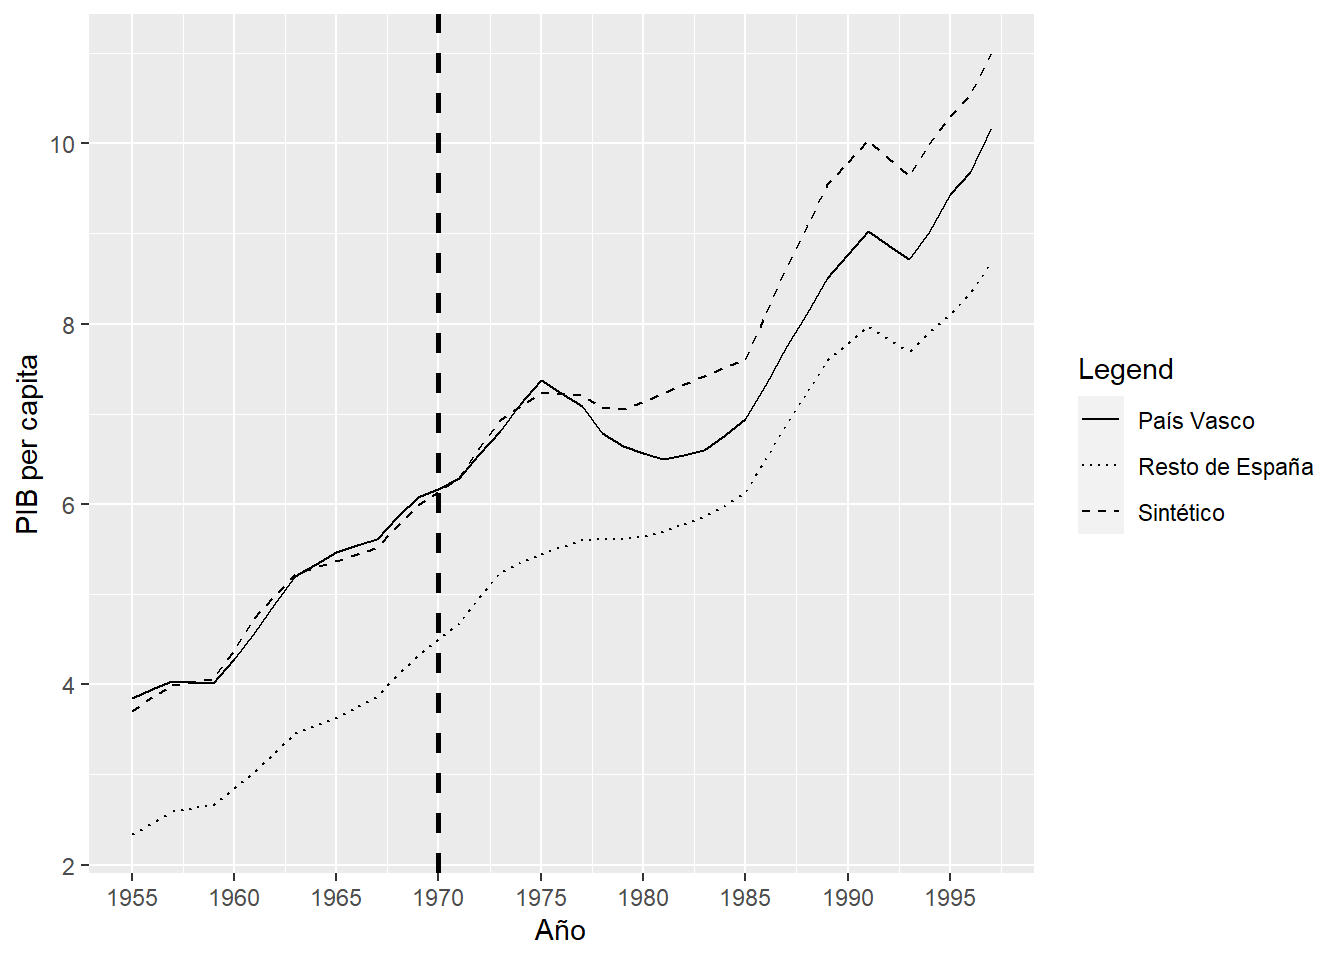 PIB per capita
10
8
6
4
2
1955 1960 1965 1970 1975 1980 1985 1990 1995
Año
Legend
País Vasco
Resto de España
Sintético